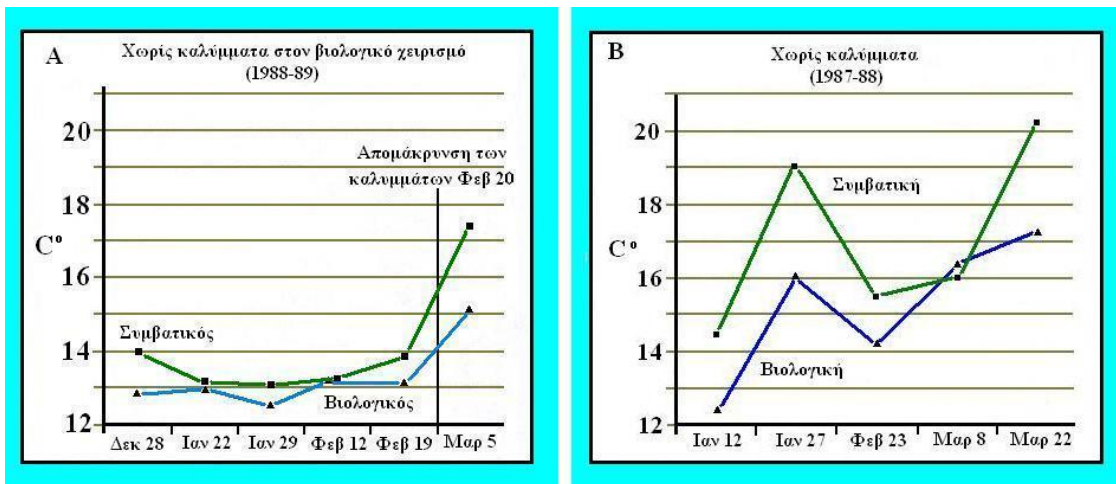 A
Χωρίς καλύμματα στον βιολογικό χειρισμό
(1988-89)
20
18
16
14
12
C°
Απομάκρυνση των
καλυμμάτων Φεβ 20
Συμβατικός
Βιολογικός
Δεκ 28 Ιαν 22 Ιαν 29 Φεβ 12 Φεβ 19 Μαρ 5
B
Χωρίς καλύμματα
(1987-88)
20
18
16
14
12
C°
Συμβατική
Βιολογική
Ιαν 12 Ιαν 27 Φεβ 23 Μαρ 8 Μαρ 22